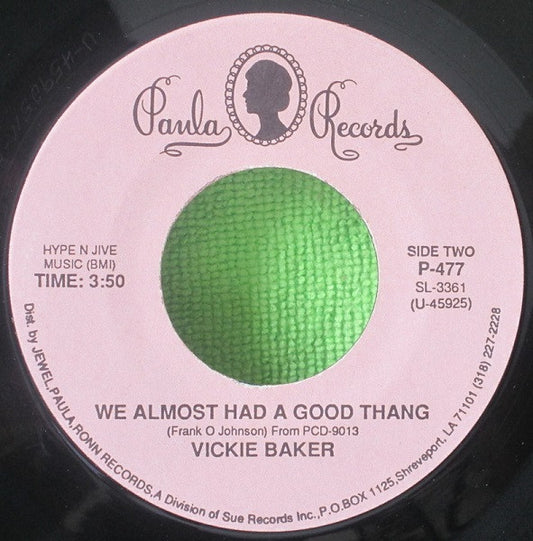 Paula Records
HYPE N JIVE
MUSIC (BMI)
TIME: 3:50
SIDE TWO
P-477
SL-3361
(U-45925)
WE ALMOST HAD A GOOD THANG
(Frank O Johnson) From PCD-9013
VICKIE BAKER
Dist. by JEWEL,PAULA,RONN RECORDS,A Division of Sue Records Inc.,P.O.BOX 1125,Shreveport, LA 71101 (318) 227-2228